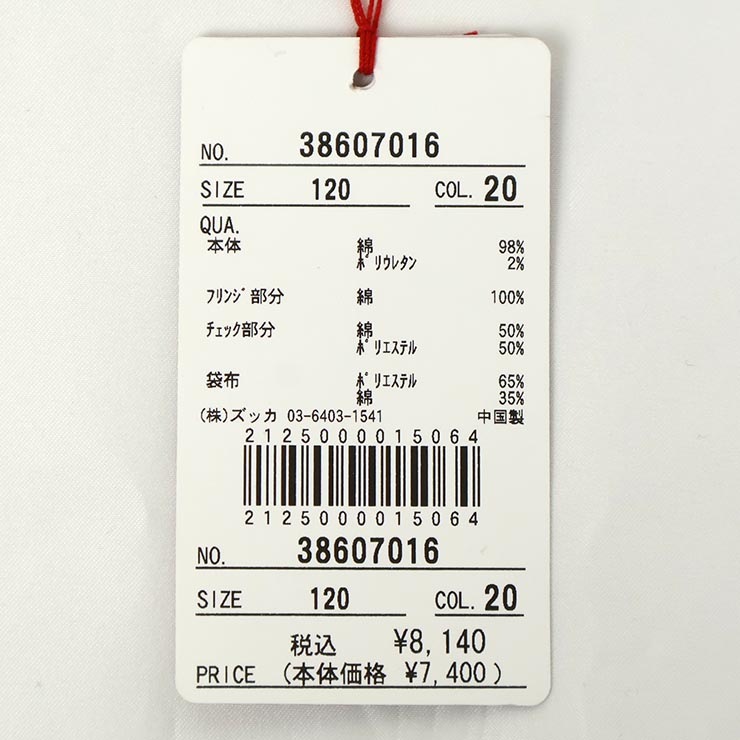 NO. 38607016
SIZE 120 COL. 20
QUA.
本体 綿 98%
ﾎﾟﾘｳﾚﾀﾝ 2%
ﾌﾘﾝｼﾞ部分 綿 100%
ﾁｪｯｸ部分 綿 50%
ﾎﾟﾘｴｽﾃﾙ 50%
袋布 ﾎﾟﾘｴｽﾃﾙ 65%
綿 35%
(株)ズッカ 03-6403-1541 中国製
2125000015064
2125000015064
NO. 38607016
SIZE 120 COL. 20
税込 ¥8,140
PRICE (本体価格 ¥7,400)